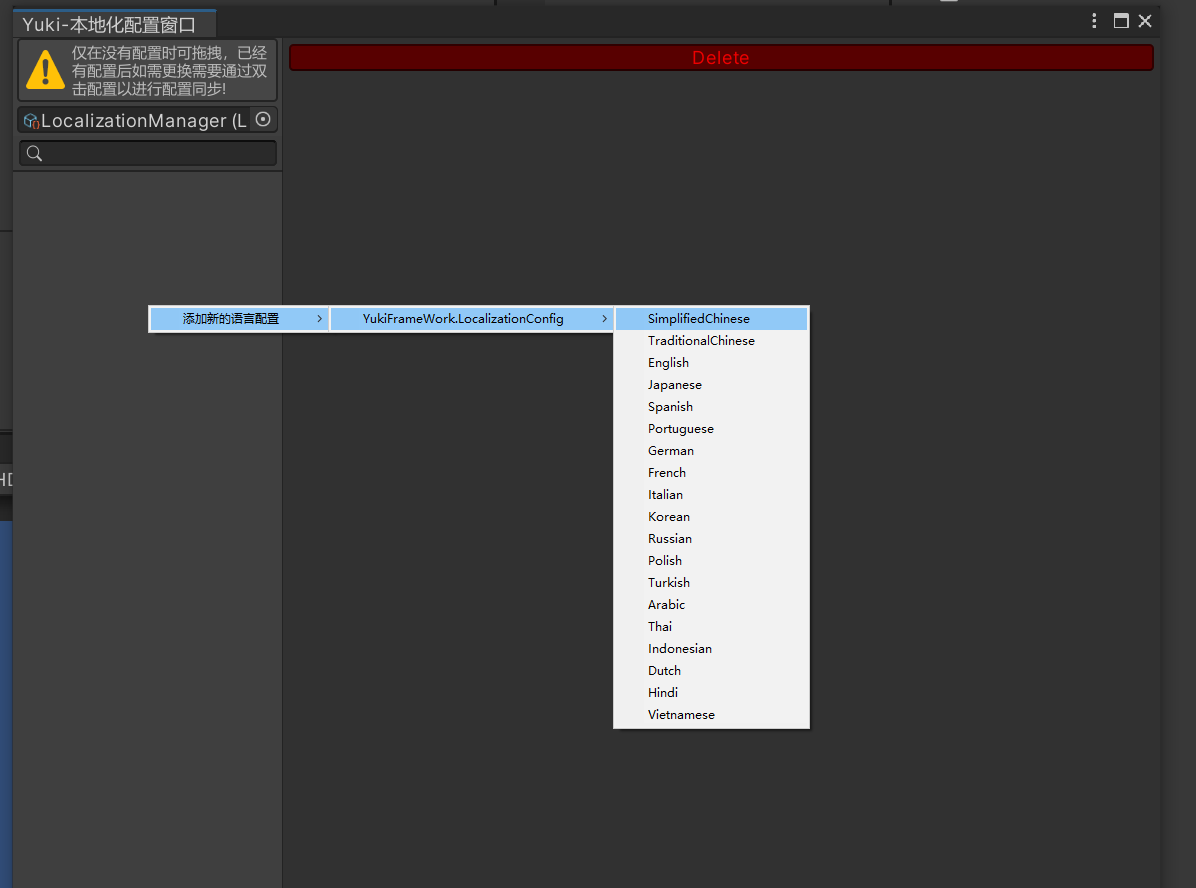 Yuki-本地化配置窗口
仅在没有配置时可拖拽，已经
有配置后如需更换需要通过双
击配置以进行配置同步!
LocalizationManager (L
Delete
添加新的语言配置
YukiFrameWork.LocalizationConfig
SimplifiedChinese
TraditionalChinese
English
Japanese
Spanish
Portuguese
German
French
Italian
Korean
Russian
Polish
Turkish
Arabic
Thai
Indonesian
Dutch
Hindi
Vietnamese